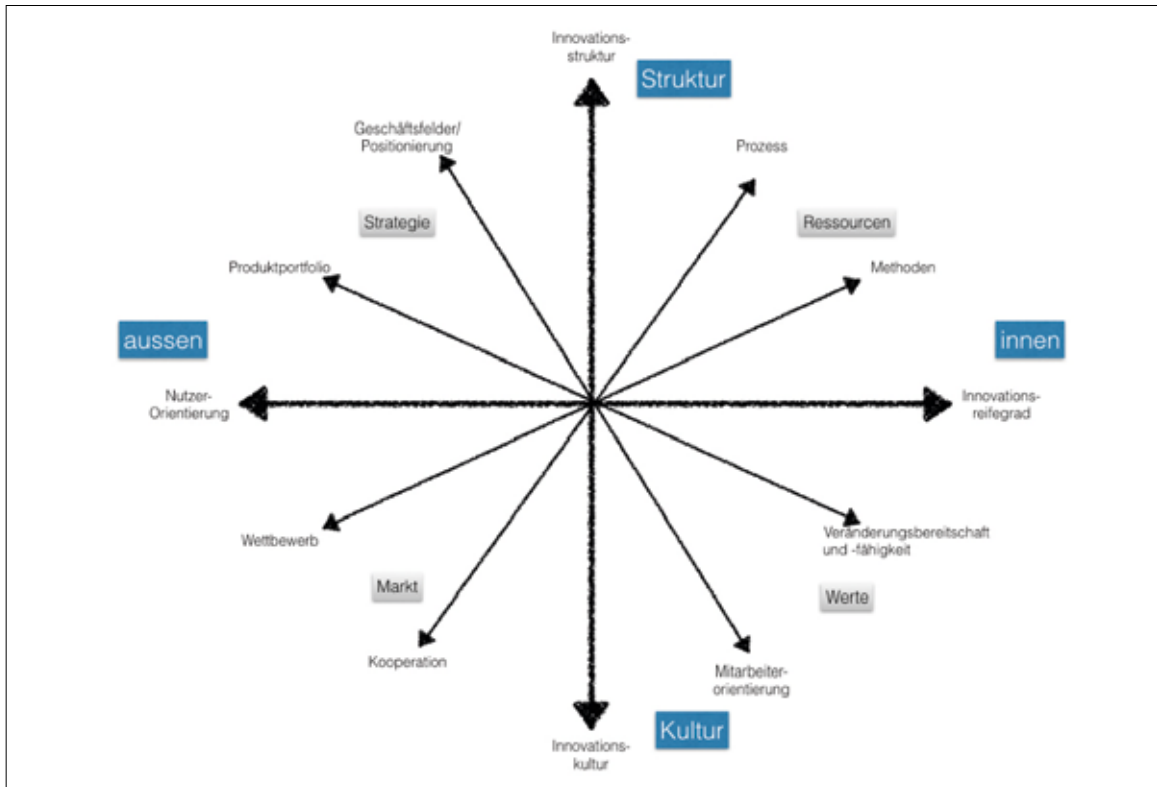 Innovations-
struktur
Struktur
Geschäftsfelder/
Positionierung
Prozess
Strategie
Ressourcen
Produktportfolio
Methoden
aussen
innen
Nutzer-
Orientierung
Innovations-
reifegrad
Wettbewerb
Veränderungsbereitschaft
und -fähigkeit
Markt
Werte
Kooperation
Mitarbeiter-
orientierung
Kultur
Innovations-
kultur